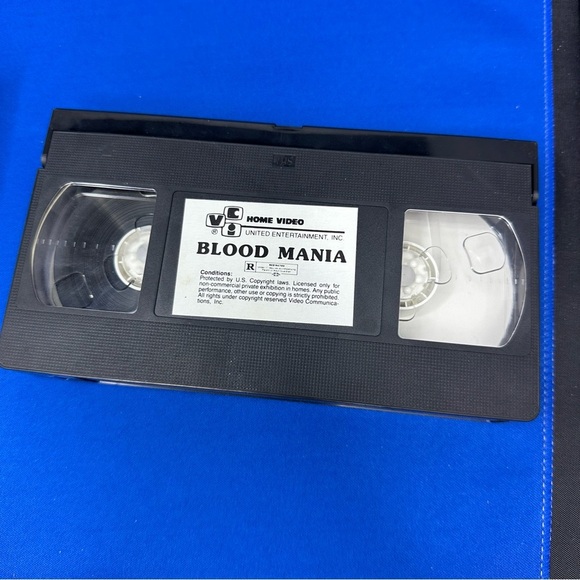 VHS
VCI HOME VIDEO
®
UNITED ENTERTAINMENT, INC
BLOOD MANIA
R
Conditions:
Protected by U.S. Copyright laws. Licensed only for
non-commercial private exhibition in homes. Any public
performance, other use or copying is strictly prohibited.
All rights under copyright reserved Video Communica-
tions, Inc.